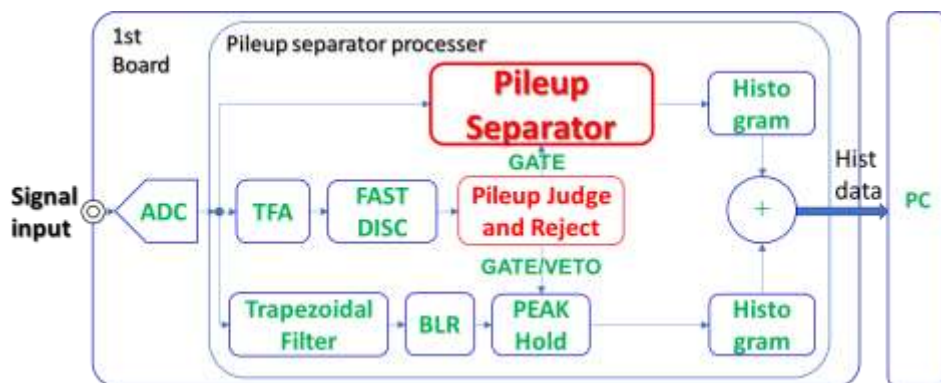 1st
Board
Pileup separator processer
Pileup
Separator
Histo
gram
GATE
Hist
data
Signal
input
ADC
TFA
FAST
DISC
Pileup Judge
and Reject
+
PC
GATE/VETO
Trapezoidal
Filter
BLR
PEAK
Hold
Histo
gram